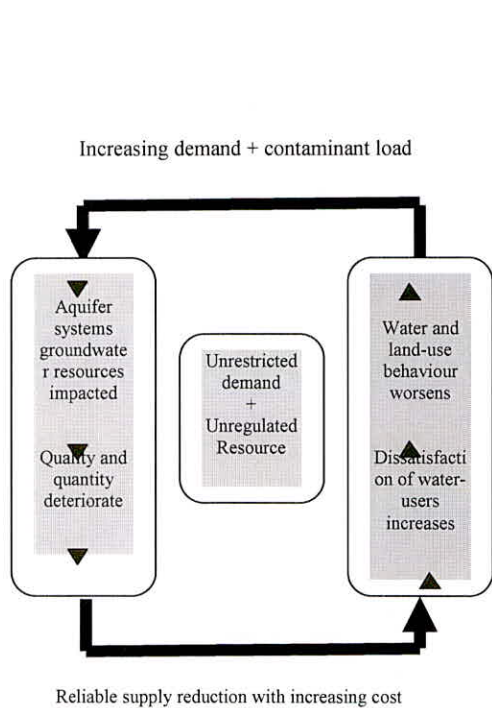 Increasing demand + contaminant load
Aquifer
systems
groundwate
r resources
impacted
Quality and
quantity
deteriorate
Unrestricted
demand
+
Unregulated
Resource
Water and
land-use
behaviour
worsens
Dissatisfacti
on of water-
users
increases
Reliable supply reduction with increasing cost